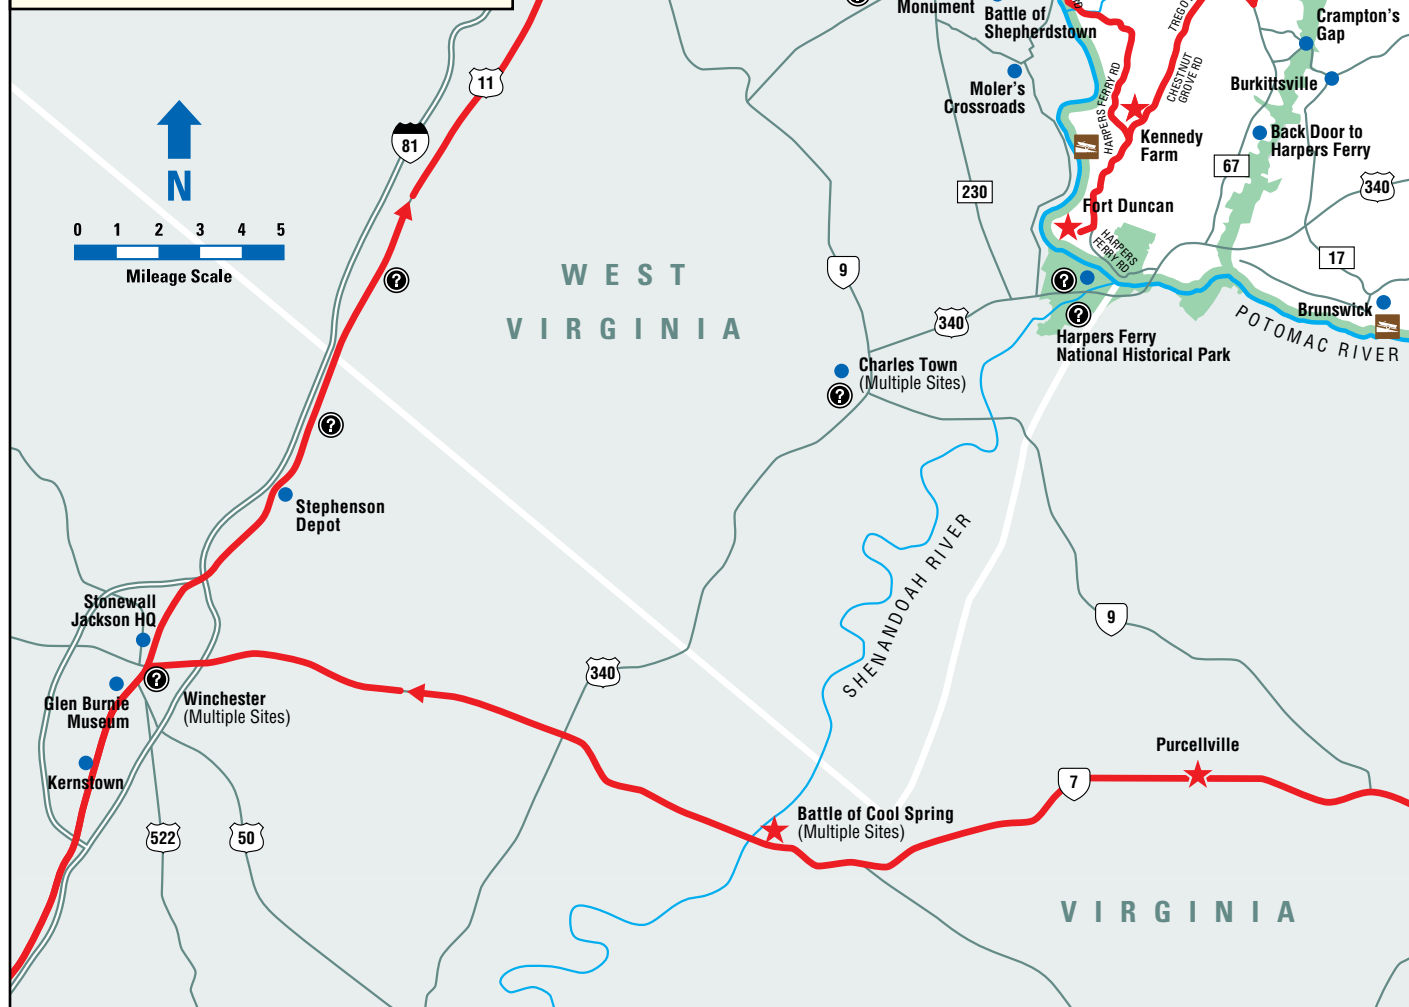 Monument
Battle of
Shepherdstown
Crampton's
Gap
Burkittsville
Moler's
Crossroads
HARPERS FERRY RD
CHESTNUT
GROVE RD
TREGO
Kennedy
Farm
Back Door to
Harpers Ferry
11
81
N
0 1 2 3 4 5
Mileage Scale
230
67
340
Fort Duncan
HARPERS
FERRY RD
17
WEST
VIRGINIA
9
340
Brunswick
POTOMAC RIVER
Harpers Ferry
National Historical Park
Charles Town
(Multiple Sites)
?
?
?
?
?
Stephenson
Depot
SHENANDOAH RIVER
Stonewall
Jackson HQ
9
340
?
Glen Burnie
Museum
Winchester
(Multiple Sites)
Kernstown
Purcellville
7
Battle of Cool Spring
(Multiple Sites)
522
50
VIRGINIA